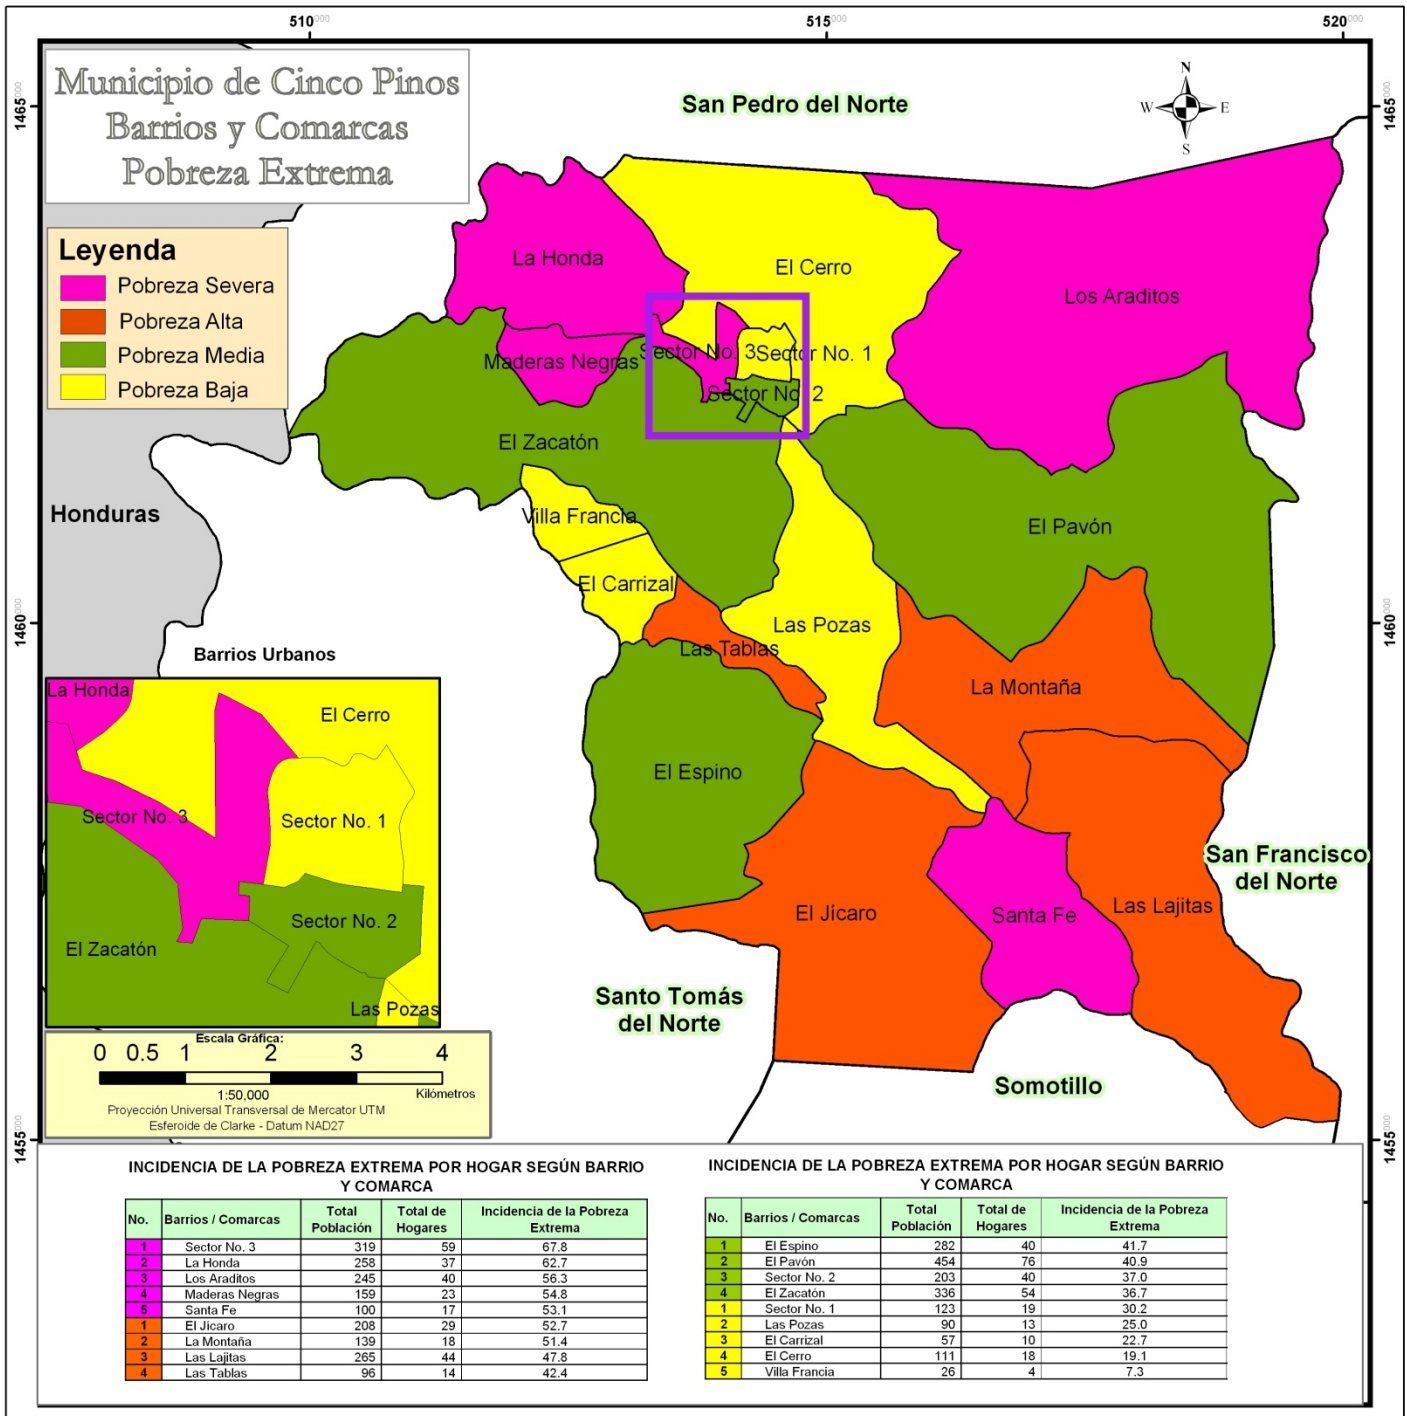 510000
515000
520000
1465000
1465000
1460000
1460000
1455000
1455000
Municipio de Cinco Pinos
Barrios y Comarcas
Pobreza Extrema
San Pedro del Norte
N
W
E
S
Leyenda
Pobreza Severa
Pobreza Alta
Pobreza Media
Pobreza Baja
La Honda
El Cerro
Los Araditos
Maderas Negras
Sector No. 3
Sector No. 1
Sector No. 2
El Zacatón
Honduras
Villa Francia
El Pavón
El Carrizal
Las Pozas
Las Tablas
La Montaña
El Espino
El Jícaro
Santa Fe
Las Lajitas
San Francisco
del Norte
Santo Tomás
del Norte
Somotillo
Barrios Urbanos
La Honda
El Cerro
Sector No. 3
Sector No. 1
Sector No. 2
El Zacatón
Las Pozas
Escala Gráfica:
0 0.5 1 2 3 4
1:50,000
Kilómetros
Proyección Universal Transversal de Mercator UTM
Esferoide de Clarke - Datum NAD27
INCIDENCIA DE LA POBREZA EXTREMA POR HOGAR SEGÚN BARRIO
Y COMARCA
No. Barrios / Comarcas Total Población Total de Hogares Incidencia de la Pobreza Extrema
1 Sector No. 3 319 59 67.8
2 La Honda 258 37 62.7
3 Los Araditos 245 40 56.3
4 Maderas Negras 159 23 54.8
5 Santa Fe 100 17 53.1
1 El Jicaro 208 29 52.7
2 La Montaña 139 18 51.4
3 Las Lajitas 265 44 47.8
4 Las Tablas 96 14 42.4
INCIDENCIA DE LA POBREZA EXTREMA POR HOGAR SEGÚN BARRIO
Y COMARCA
No. Barrios / Comarcas Total Población Total de Hogares Incidencia de la Pobreza Extrema
1 El Espino 282 40 41.7
2 El Pavón 454 76 40.9
3 Sector No. 2 203 40 37.0
4 El Zacatón 336 54 36.7
1 Sector No. 1 123 19 30.2
2 Las Pozas 90 13 25.0
3 El Carrizal 57 10 22.7
4 El Cerro 111 18 19.1
5 Villa Francia 26 4 7.3